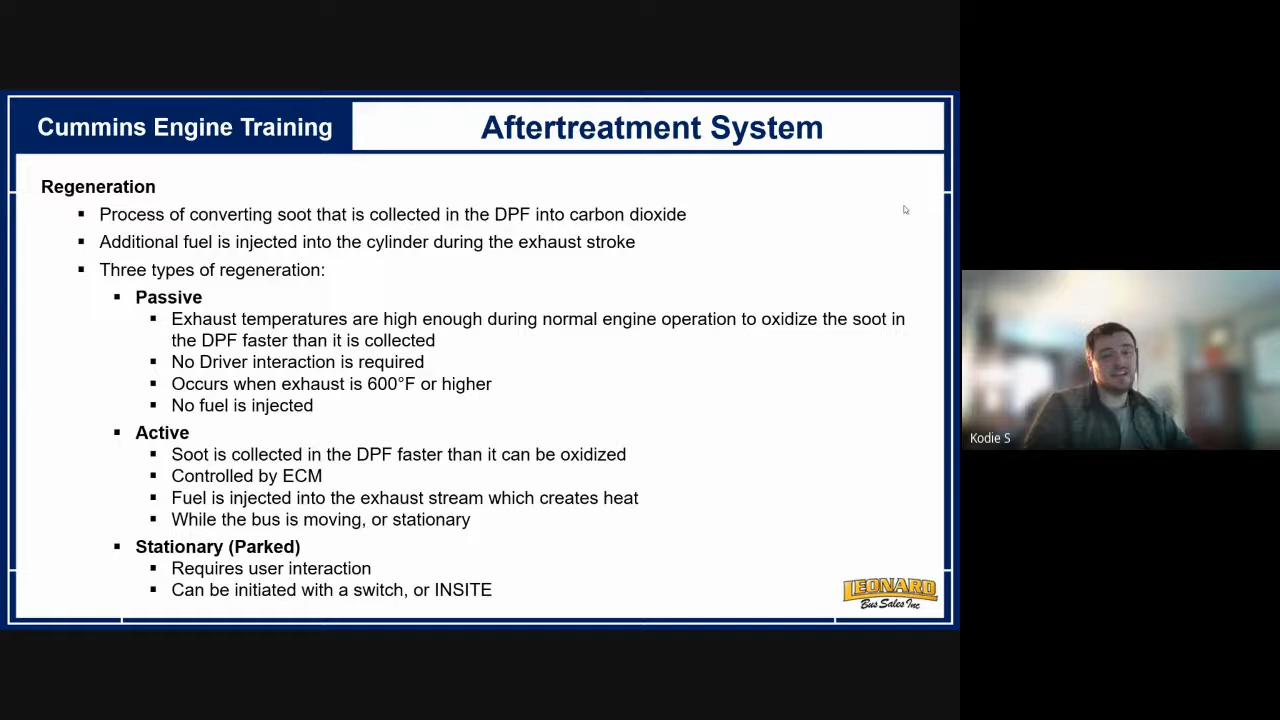 Cummins Engine Training
Aftertreatment System
Regeneration
Process of converting soot that is collected in the DPF into carbon dioxide
Additional fuel is injected into the cylinder during the exhaust stroke
Three types of regeneration:
Passive
Exhaust temperatures are high enough during normal engine operation to oxidize the soot in
the DPF faster than it is collected
No Driver interaction is required
Occurs when exhaust is 600°F or higher
No fuel is injected
Active
Soot is collected in the DPF faster than it can be oxidized
Controlled by ECM
Fuel is injected into the exhaust stream which creates heat
While the bus is moving, or stationary
Stationary (Parked)
Requires user interaction
Can be initiated with a switch, or INSITE
LEONARD
Bus Sales Inc
Kodie S